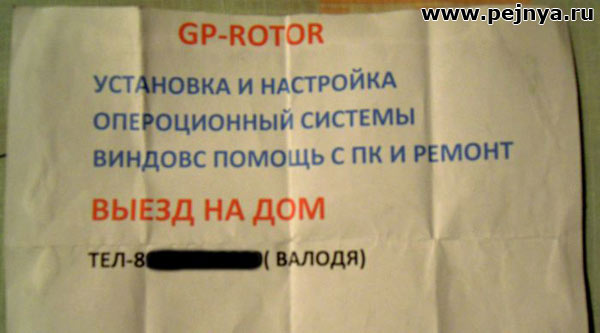 www.pejnya.ru
GP-ROTOR
УСТАНОВКА И НАСТРОЙКА
ОПЕРОЦИОННЫЙ СИСТЕМЫ
ВИНДОВС ПОМОЩЬ С ПК И РЕМОНТ
ВЫЕЗД НА ДОМ
ТЕЛ-8 ( ВАЛОДЯ)